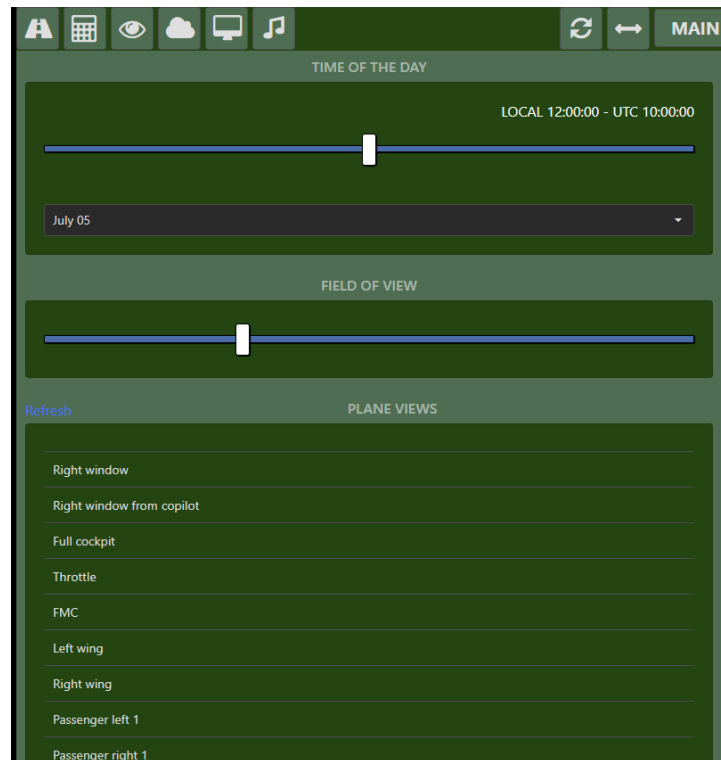 MAIN
TIME OF THE DAY
LOCAL 12:00:00 - UTC 10:00:00
July 05
FIELD OF VIEW
Refresh
PLANE VIEWS
Right window
Right window from copilot
Full cockpit
Throttle
FMC
Left wing
Right wing
Passenger left 1
Passenger right 1